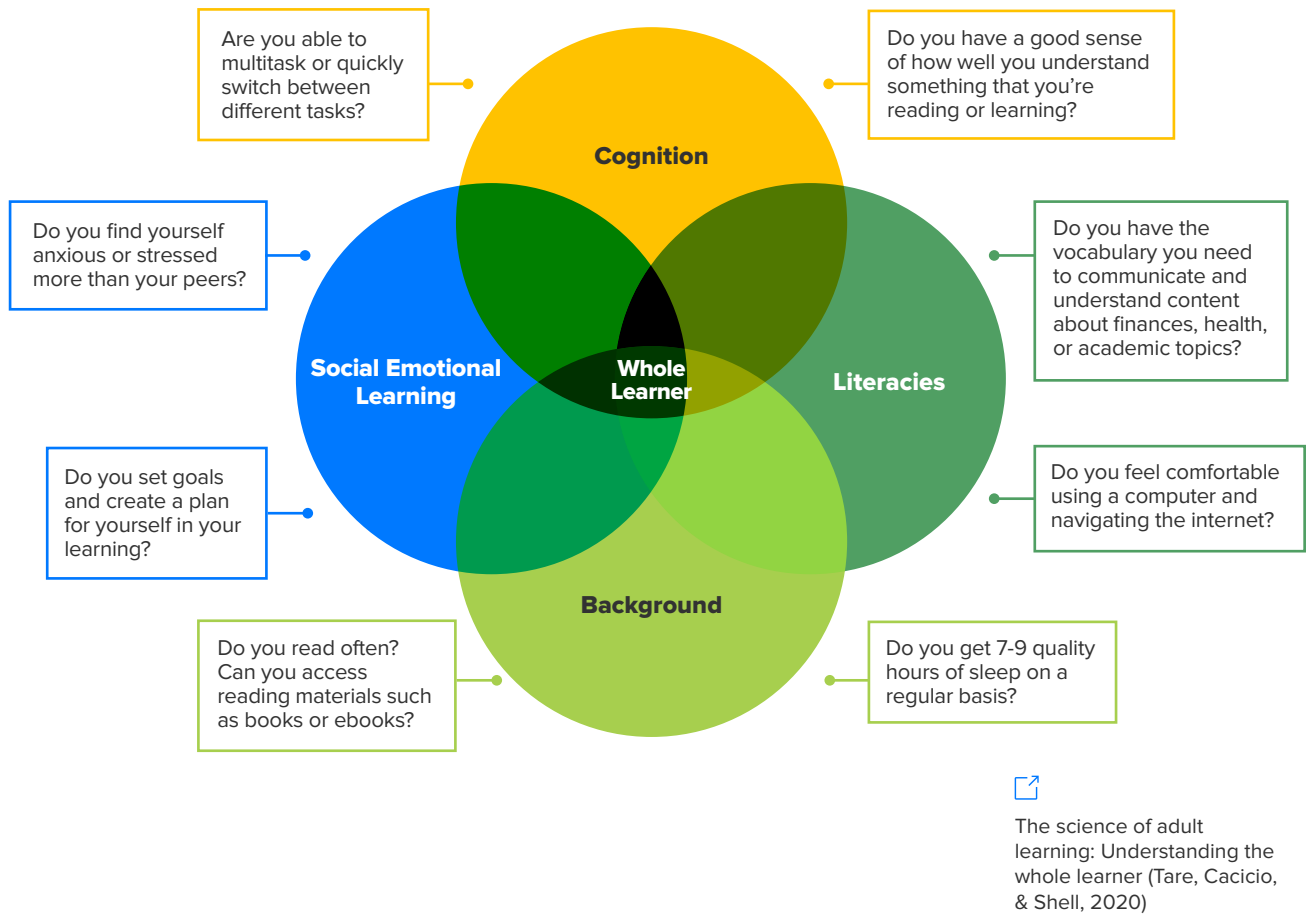 Are you able to
multitask or quickly
switch between
different tasks?
Do you have a good sense
of how well you understand
something that you're
reading or learning?
Cognition
Do you find yourself
anxious or stressed
more than your peers?
Do you have the
vocabulary you need
to communicate and
understand content
about finances, health,
or academic topics?
Social Emotional
Learning
Whole
Learner
Literacies
Do you set goals
and create a plan
for yourself in your
learning?
Do you feel comfortable
using a computer and
navigating the internet?
Background
Do you read often?
Can you access
reading materials such
as books or ebooks?
Do you get 7-9 quality
hours of sleep on a
regular basis?
The science of adult
learning: Understanding the
whole learner (Tare, Cacicio,
& Shell, 2020)